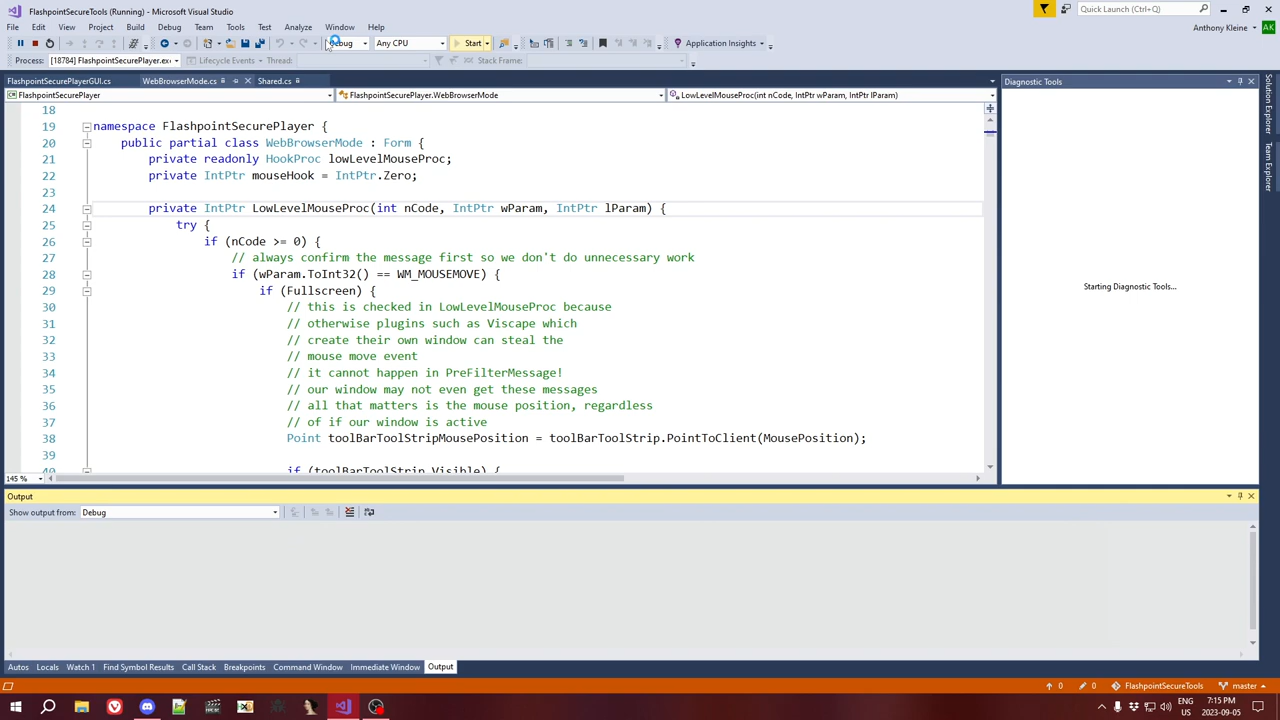 FlashpointSecureTools (Running) - Microsoft Visual Studio
Quick Launch (Ctrl+Q)
File Edit View Project Build Debug Team Tools Test Analyze Window Help
Anthony Kleine AK
Debug Any CPU Start Application Insights
Process: [18784] FlashpointSecurePlayer.exe Lifecycle Events Thread: Stack Frame:
FlashpointSecurePlayerGUI.cs WebBrowserMode.cs Shared.cs
Diagnostic Tools
FlashpointSecurePlayer FlashpointSecurePlayer.WebBrowserMode LowLevelMouseProc(int nCode, IntPtr wParam, IntPtr lParam)
18
19 namespace FlashpointSecurePlayer {
20 public partial class WebBrowserMode : Form {
21 private readonly HookProc lowLevelMouseProc;
22 private IntPtr mouseHook = IntPtr.Zero;
23
24 private IntPtr LowLevelMouseProc(int nCode, IntPtr wParam, IntPtr lParam) {
25 try {
26 if (nCode >= 0) {
27 // always confirm the message first so we don't do unnecessary work
28 if (wParam.ToInt32() == WM_MOUSEMOVE) {
29 if (Fullscreen) {
30 // this is checked in LowLevelMouseProc because
31 // otherwise plugins such as Viscape which
32 // create their own window can steal the
33 // mouse move event
34 // it cannot happen in PreFilterMessage!
35 // our window may not even get these messages
36 // all that matters is the mouse position, regardless
37 // of if our window is active
38 Point toolBarToolStripMousePosition = toolBarToolStrip.PointToClient(MousePosition);
39
40 if (toolBarToolStrip.Visible) {
Starting Diagnostic Tools...
Solution Explorer
Team Explorer
145 %
Output
Show output from: Debug
Autos Locals Watch 1 Find Symbol Results Call Stack Breakpoints Command Window Immediate Window Output
0 0 FlashpointSecureTools master
ENG US
7:15 PM
2023-09-05